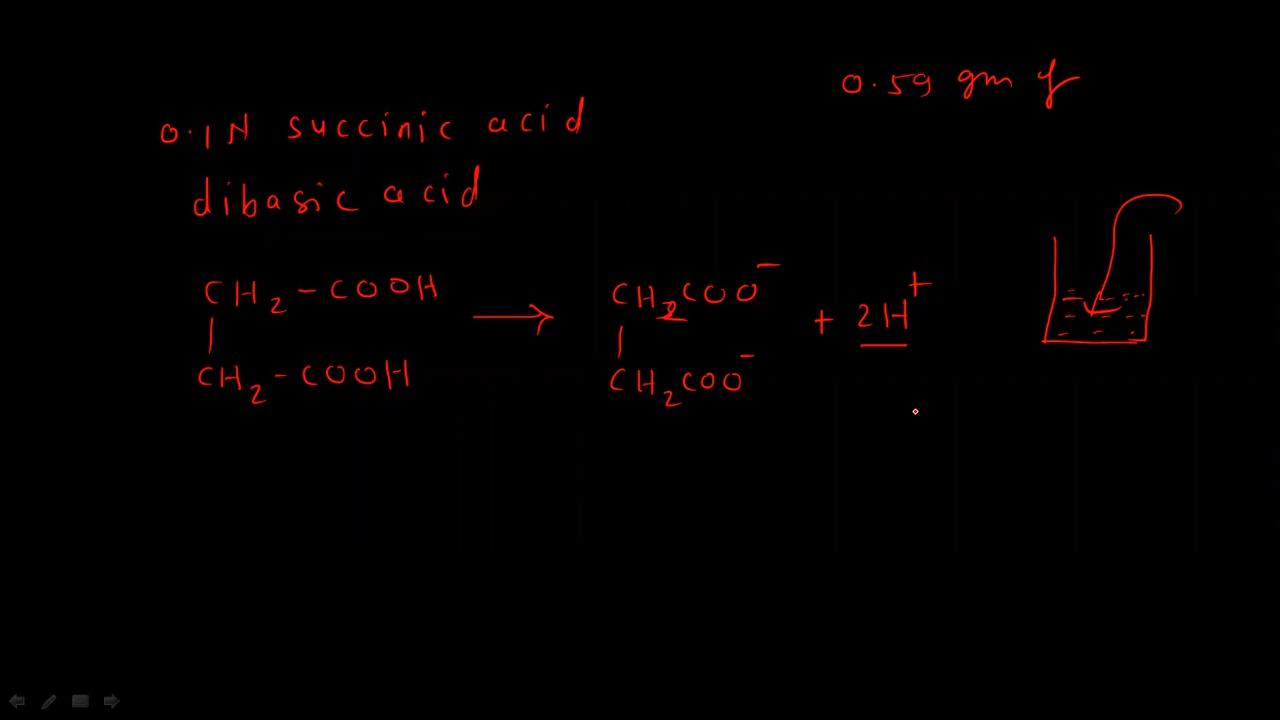 0.59 gm of
0.1N succinic acid
dibasic acid
CH2-COOH → CH2COO⁻ + 2H⁺
|
CH2-COOH CH2COO⁻